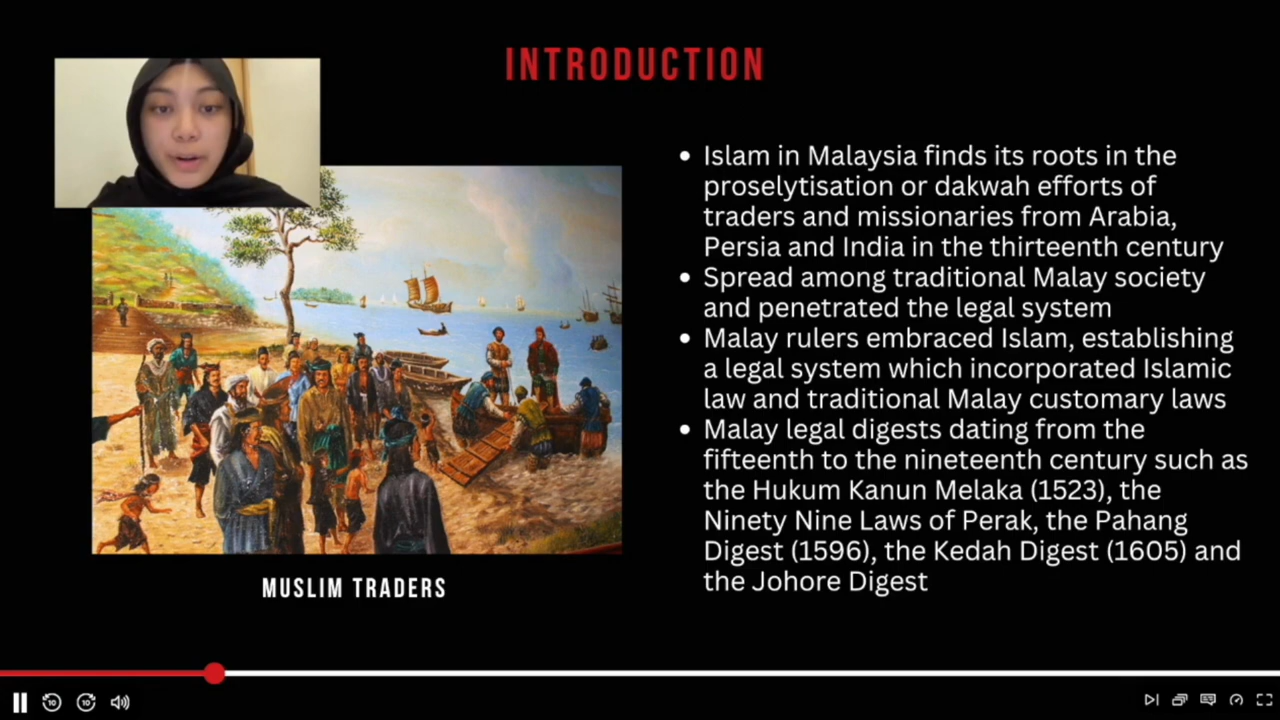 INTRODUCTION
• Islam in Malaysia finds its roots in the
proselytisation or dakwah efforts of
traders and missionaries from Arabia,
Persia and India in the thirteenth century
• Spread among traditional Malay society
and penetrated the legal system
• Malay rulers embraced Islam, establishing
a legal system which incorporated Islamic
law and traditional Malay customary laws
• Malay legal digests dating from the
fifteenth to the nineteenth century such as
the Hukum Kanun Melaka (1523), the
Ninety Nine Laws of Perak, the Pahang
Digest (1596), the Kedah Digest (1605) and
the Johore Digest
MUSLIM TRADERS
10 10